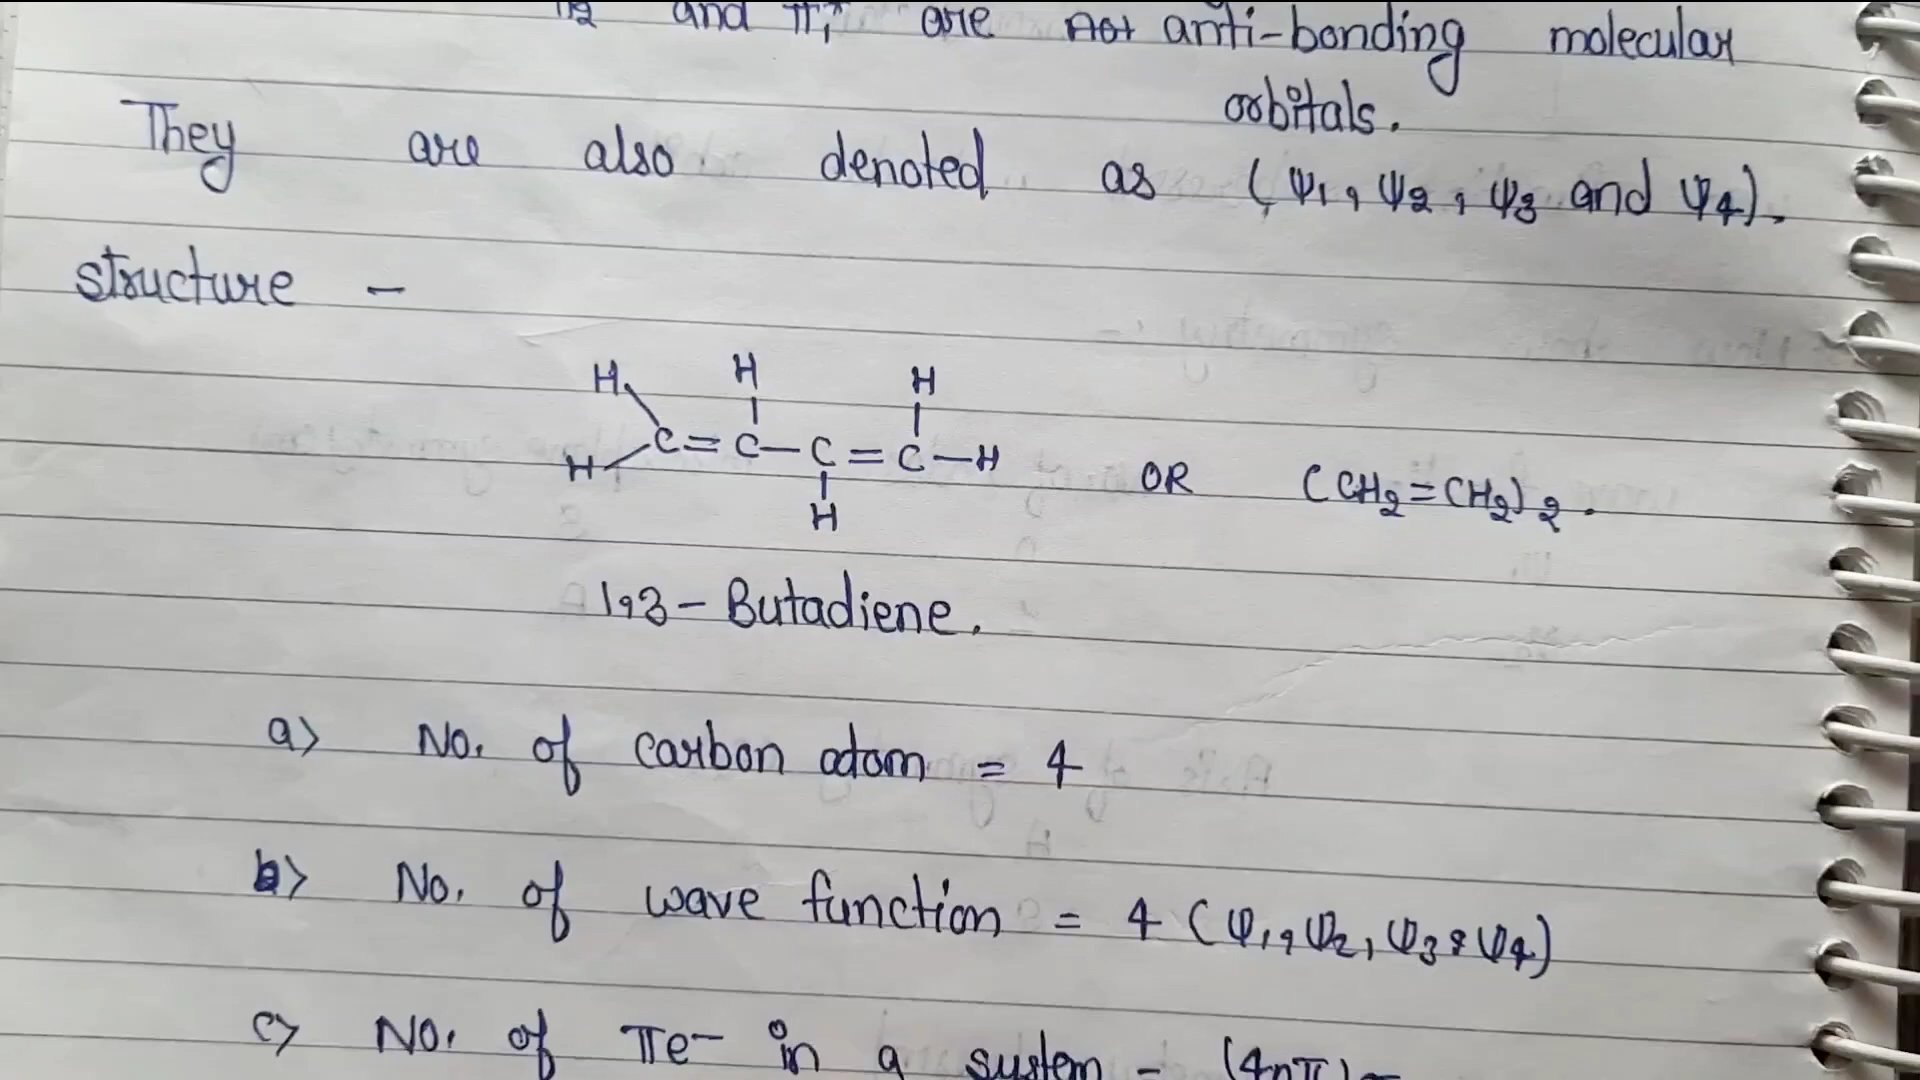 and π₁* are not anti-bonding molecular
orbitals.
They are also denoted as (ψ1, ψ2, ψ3 and ψ4).
structure -
H H H
C=C-C=C-H OR (CH2=CH2)2.
H H
1,3-Butadiene.
a) No. of carbon atom = 4
b) No. of wave function = 4 (ψ1, ψ2, ψ3, ψ4)
c) No. of πe- in a system - (4nπ)-